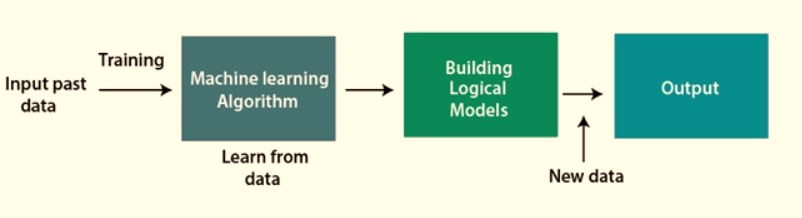 Training
Input past
data
Machine learning
Algorithm
Learn from
data
Building
Logical
Models
New data
Output